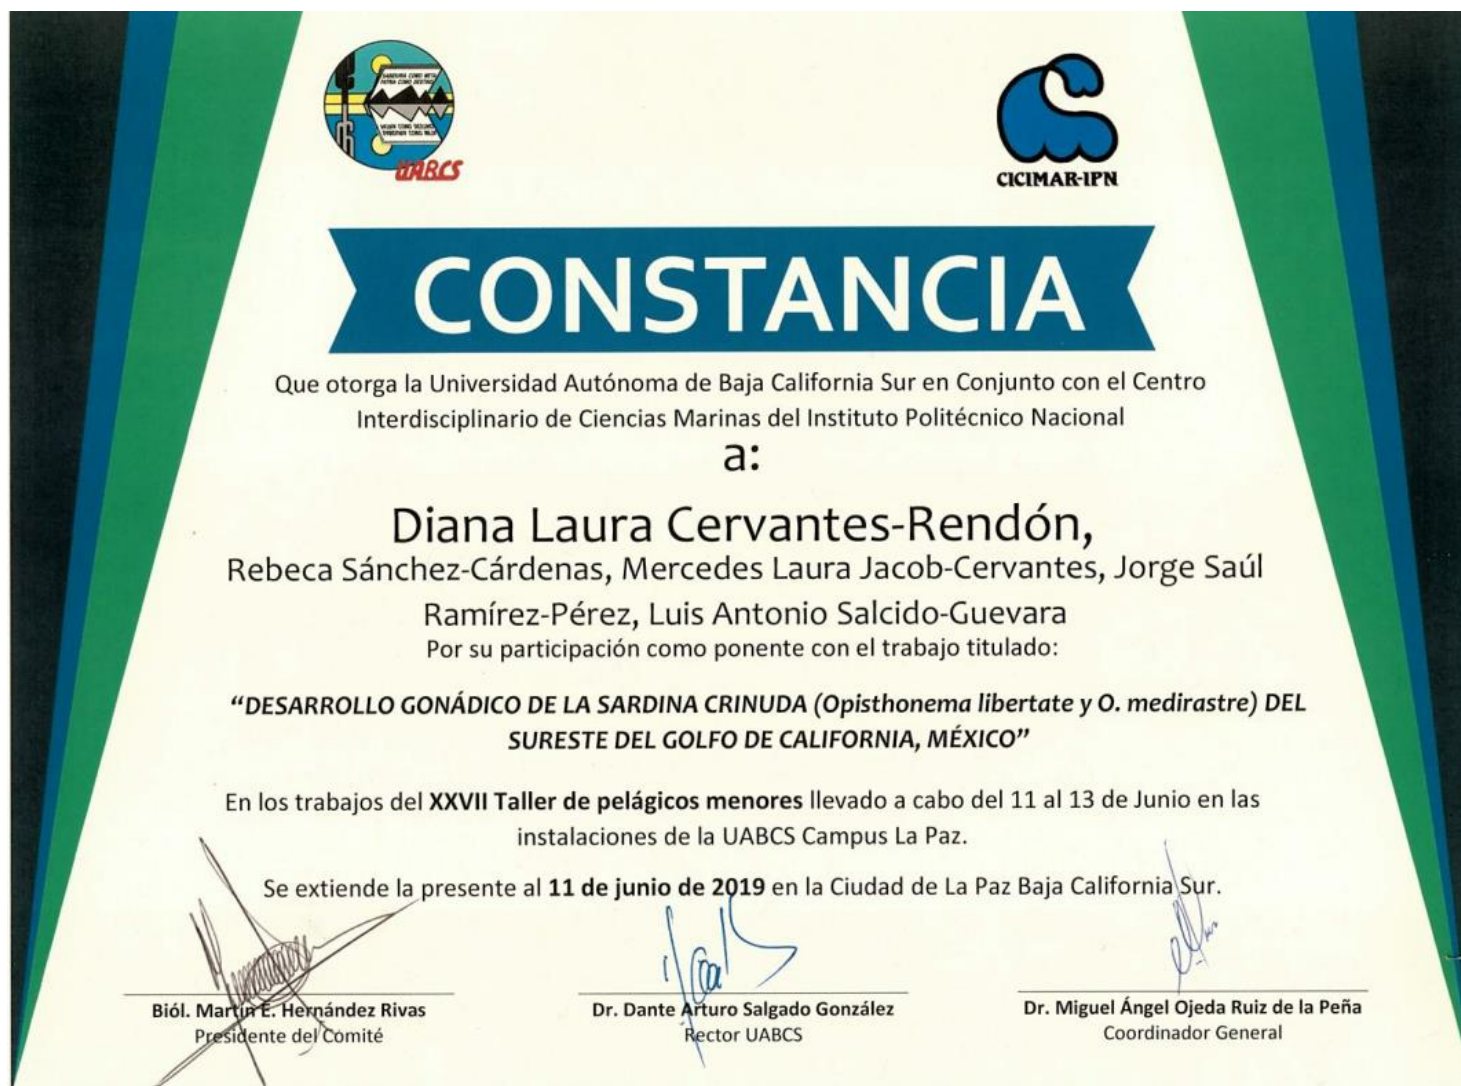 SABIDURIA COMO META
PATRIA COMO DESTINO
UABCS
CICIMAR-IPN
CONSTANCIA
Que otorga la Universidad Autónoma de Baja California Sur en Conjunto con el Centro
Interdisciplinario de Ciencias Marinas del Instituto Politécnico Nacional
a:
Diana Laura Cervantes-Rendón,
Rebeca Sánchez-Cárdenas, Mercedes Laura Jacob-Cervantes, Jorge Saúl
Ramírez-Pérez, Luis Antonio Salcido-Guevara
Por su participación como ponente con el trabajo titulado:
“DESARROLLO GONÁDICO DE LA SARDINA CRINUDA (Opisthonema libertate y O. medirastre) DEL
SURESTE DEL GOLFO DE CALIFORNIA, MÉXICO”
En los trabajos del XXVII Taller de pelágicos menores llevado a cabo del 11 al 13 de Junio en las
instalaciones de la UABCS Campus La Paz.
Se extiende la presente al 11 de junio de 2019 en la Ciudad de La Paz Baja California Sur.
Biól. Martín E. Hernández Rivas
Presidente del Comité
Dr. Dante Arturo Salgado González
Rector UABCS
Dr. Miguel Ángel Ojeda Ruiz de la Peña
Coordinador General